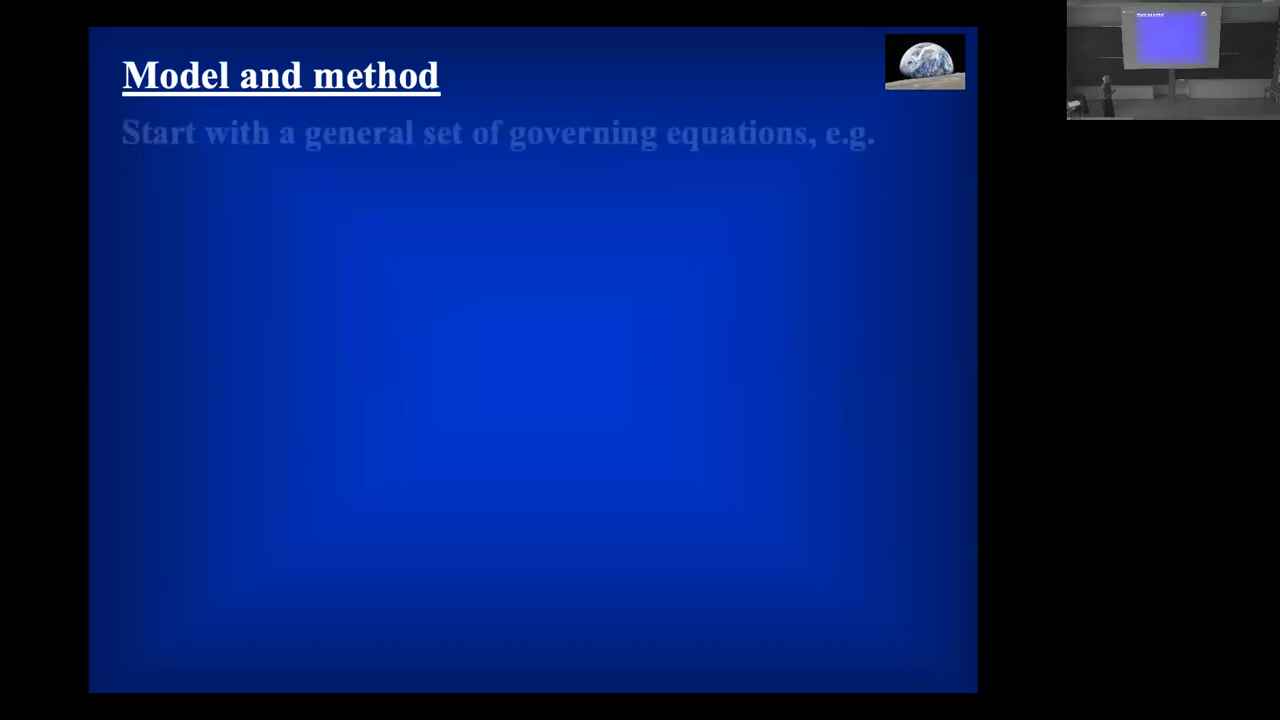 Model and method
Start with a general set of governing equations, e.g.